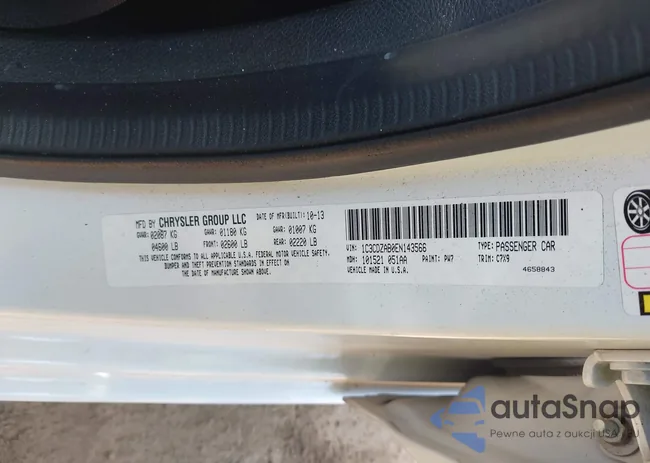 MFD BY CHRYSLER GROUP LLC DATE OF MFR(BUILT): 10-13
GVWR: 02087 KG GAWR: 01180 KG GAWR: 01007 KG
04600 LB FRONT: 02600 LB REAR: 02220 LB
THIS VEHICLE CONFORMS TO ALL APPLICABLE U.S.A. MOTOR VEHICLE SAFETY,
BUMPER AND THEFT PREVENTION STANDARDS IN EFFECT ON
THE DATE OF MANUFACTURE SHOWN ABOVE.
VIN: 1C3CDZAB0EN143566 TYPE: PASSENGER CAR
MDH: 101521 051AA PAINT: PW7 TRIM: C7X9
VEHICLE MADE IN U.S.A. 4658843
autaSnap
Pewne auta z aukcji USA